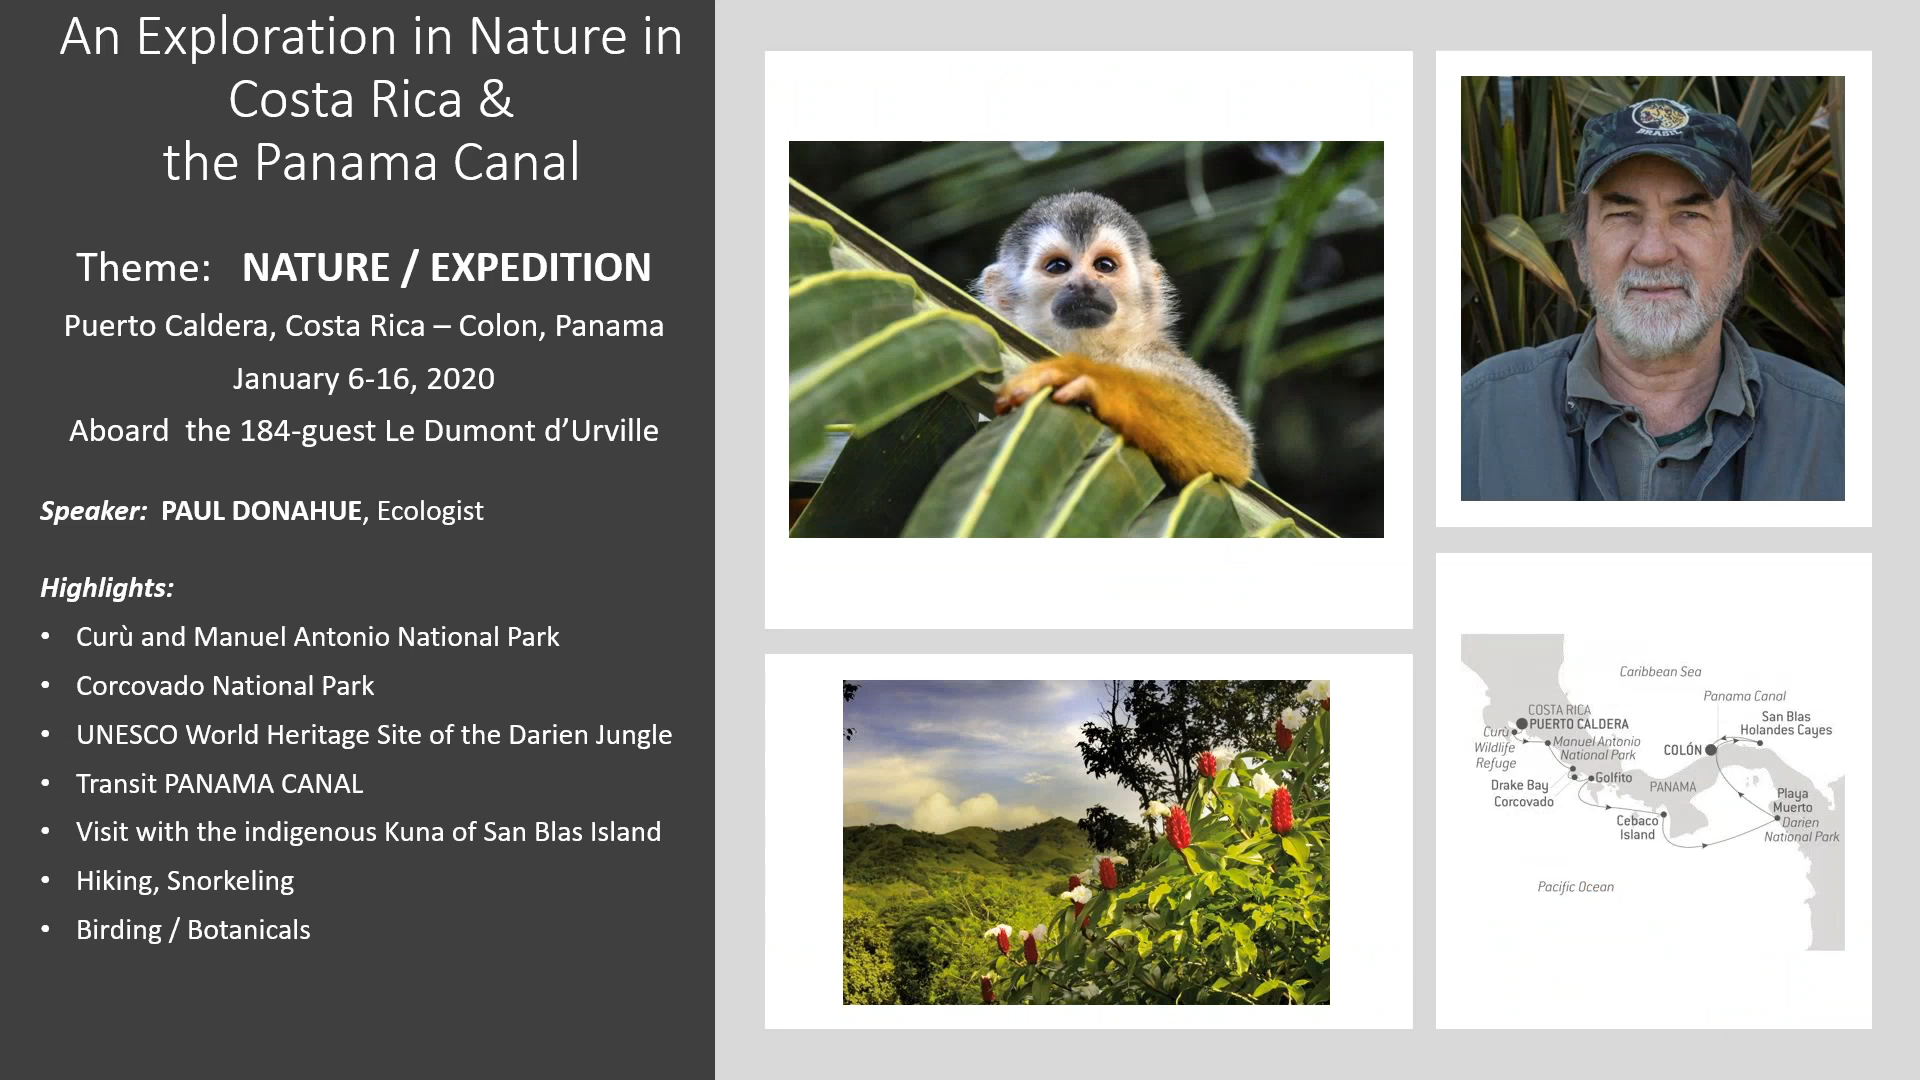 An Exploration in Nature in
Costa Rica &
the Panama Canal
Theme: NATURE / EXPEDITION
Puerto Caldera, Costa Rica – Colon, Panama
January 6-16, 2020
Aboard the 184-guest Le Dumont d’Urville
Speaker: PAUL DONAHUE, Ecologist
Highlights:
• Curù and Manuel Antonio National Park
• Corcovado National Park
• UNESCO World Heritage Site of the Darien Jungle
• Transit PANAMA CANAL
• Visit with the indigenous Kuna of San Blas Island
• Hiking, Snorkeling
• Birding / Botanicals
BRASIL
Caribbean Sea
Panama Canal
COSTA RICA
PUERTO CALDERA
San Blas
Holandes Cayes
Curù
Wildlife
Refuge
Manuel Antonio
National Park
COLÓN
Drake Bay
Corcovado
Golfito
PANAMA
Cebaco
Island
Playa
Muerto
Darien
National Park
Pacific Ocean